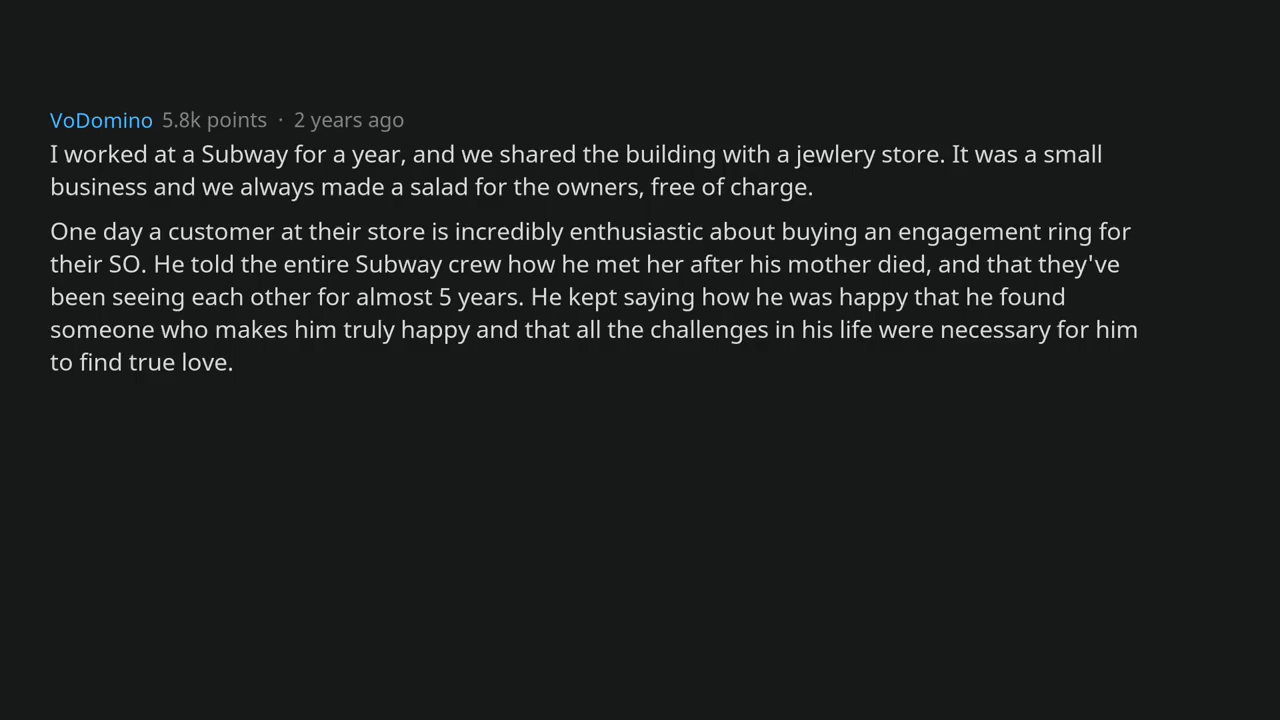 VoDomino 5.8k points · 2 years ago
I worked at a Subway for a year, and we shared the building with a jewlery store. It was a small
business and we always made a salad for the owners, free of charge.
One day a customer at their store is incredibly enthusiastic about buying an engagement ring for
their SO. He told the entire Subway crew how he met her after his mother died, and that they've
been seeing each other for almost 5 years. He kept saying how he was happy that he found
someone who makes him truly happy and that all the challenges in his life were necessary for him
to find true love.